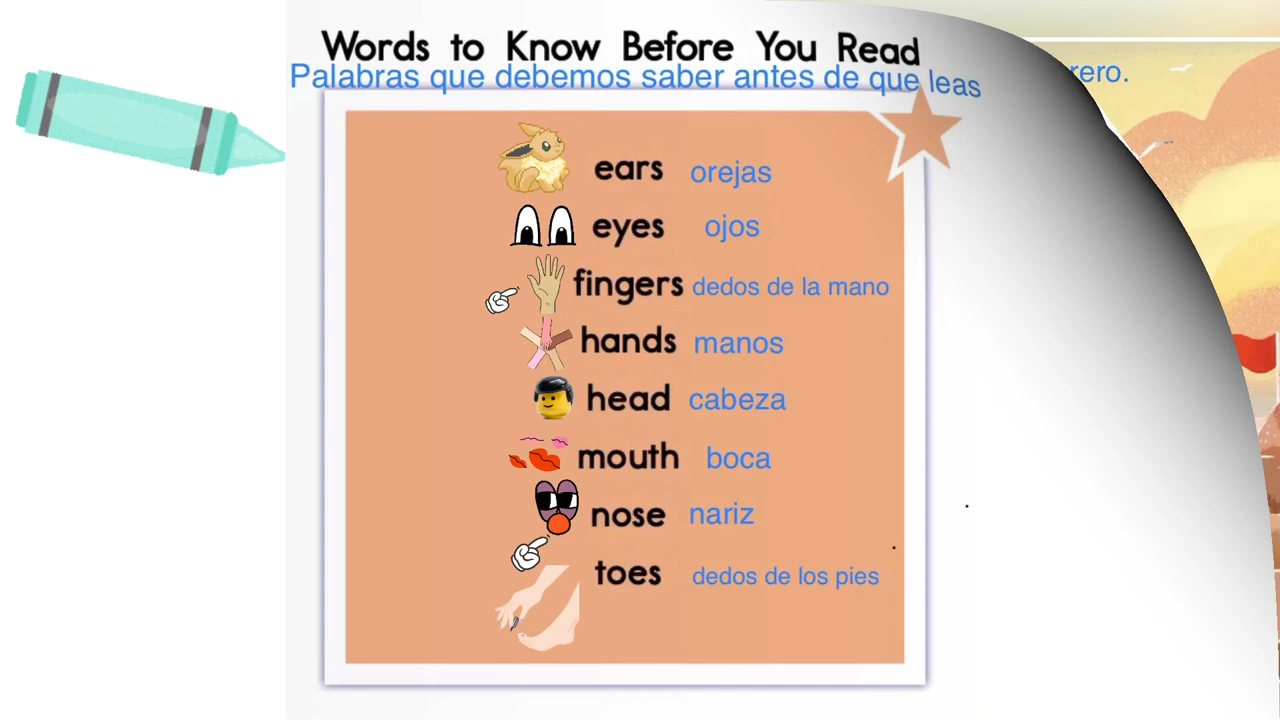 Words to Know Before You Read
Palabras que debemos saber antes de que leas
ears orejas
eyes ojos
fingers dedos de la mano
hands manos
head cabeza
mouth boca
nose nariz
toes dedos de los pies